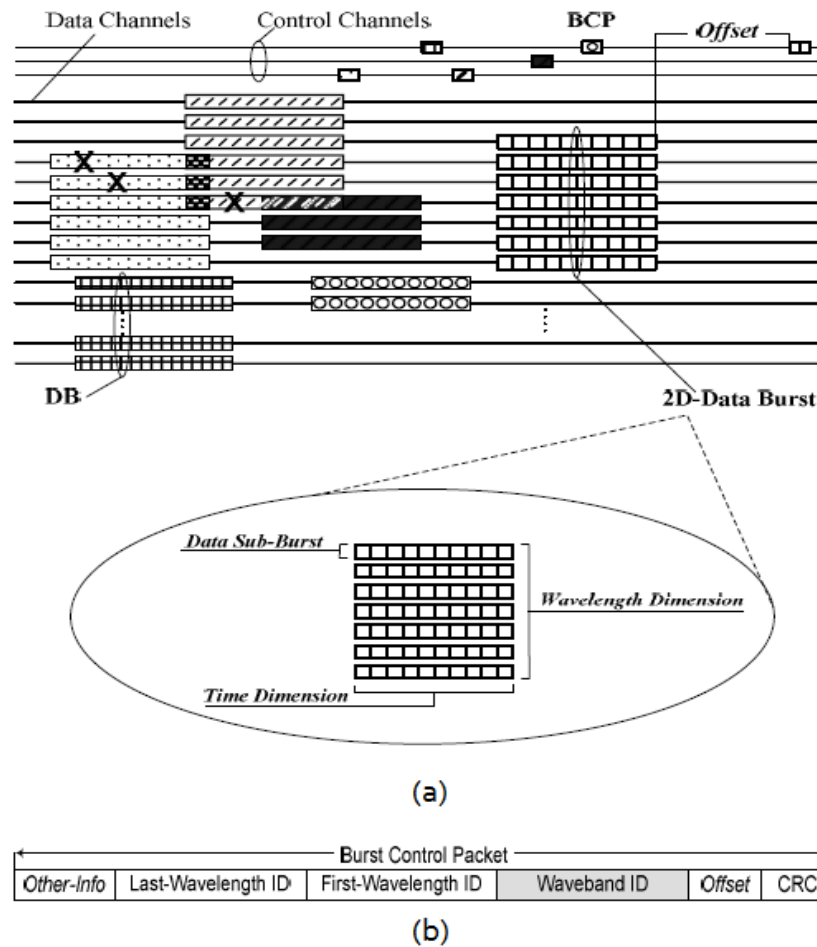 Data Channels
Control Channels
BCP
Offset
X
X
X
DB
2D-Data Burst
Data Sub-Burst
Wavelength Dimension
Time Dimension
(a)
Burst Control Packet
Other-Info Last-Wavelength ID First-Wavelength ID Waveband ID Offset CRC
(b)